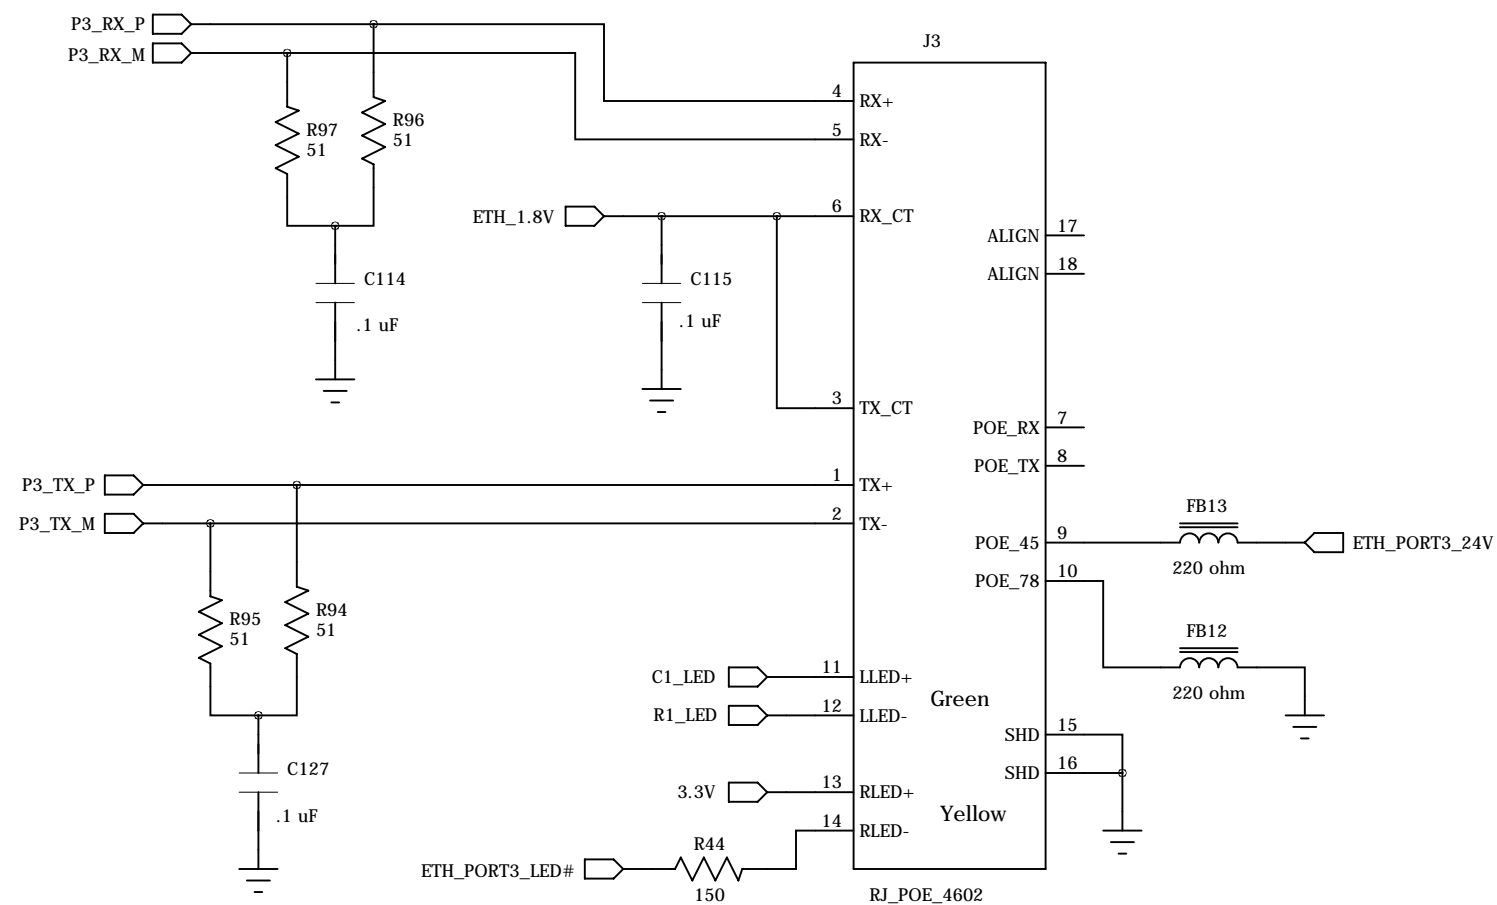 P3_RX_P
P3_RX_M
J3
4
RX+
R97
51
R96
51
5
RX-
ETH_1.8V
6
RX_CT
ALIGN
17
ALIGN
18
C114
.1 uF
C115
.1 uF
3
TX_CT
POE_RX
7
POE_TX
8
P3_TX_P
1
TX+
P3_TX_M
2
TX-
FB13
POE_45
9
ETH_PORT3_24V
220 ohm
POE_78
10
R95
51
R94
51
FB12
220 ohm
C1_LED
11
LLED+
Green
R1_LED
12
LLED-
SHD
15
SHD
16
C127
.1 uF
3.3V
13
RLED+
Yellow
14
RLED-
R44
ETH_PORT3_LED#
150
RJ_POE_4602